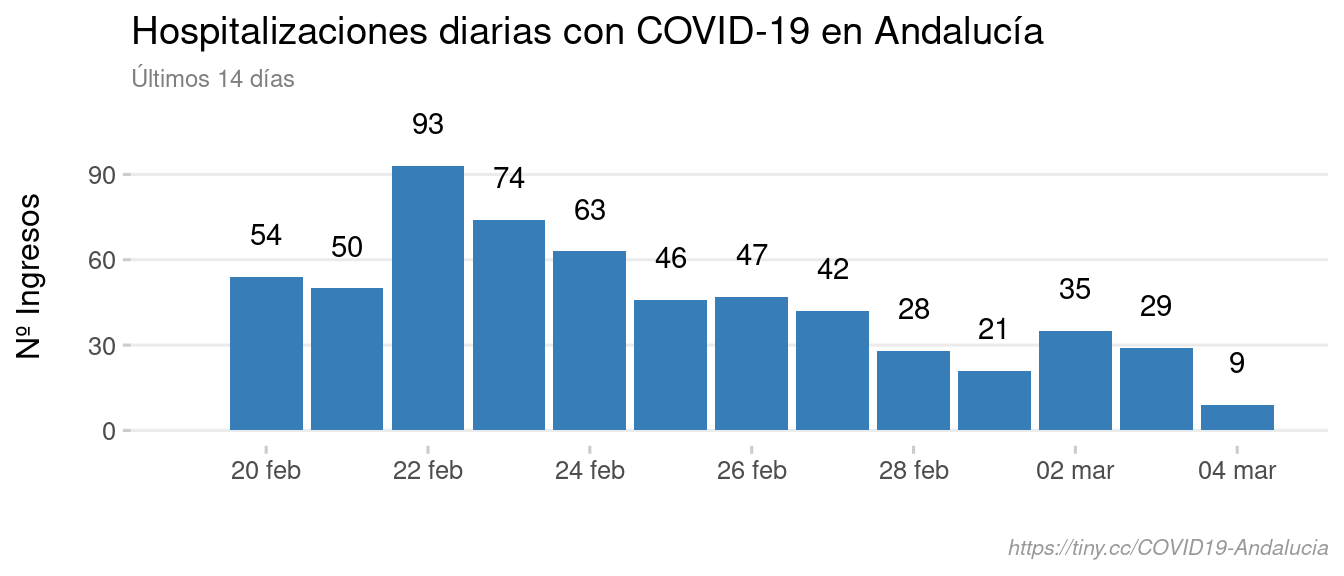 Hospitalizaciones diarias con COVID-19 en Andalucía
Últimos 14 días
Nº Ingresos
90
60
30
0
54
50
93
74
63
46
47
42
28
21
35
29
9
20 feb
22 feb
24 feb
26 feb
28 feb
02 mar
04 mar
https://tiny.cc/COVID19-Andalucia